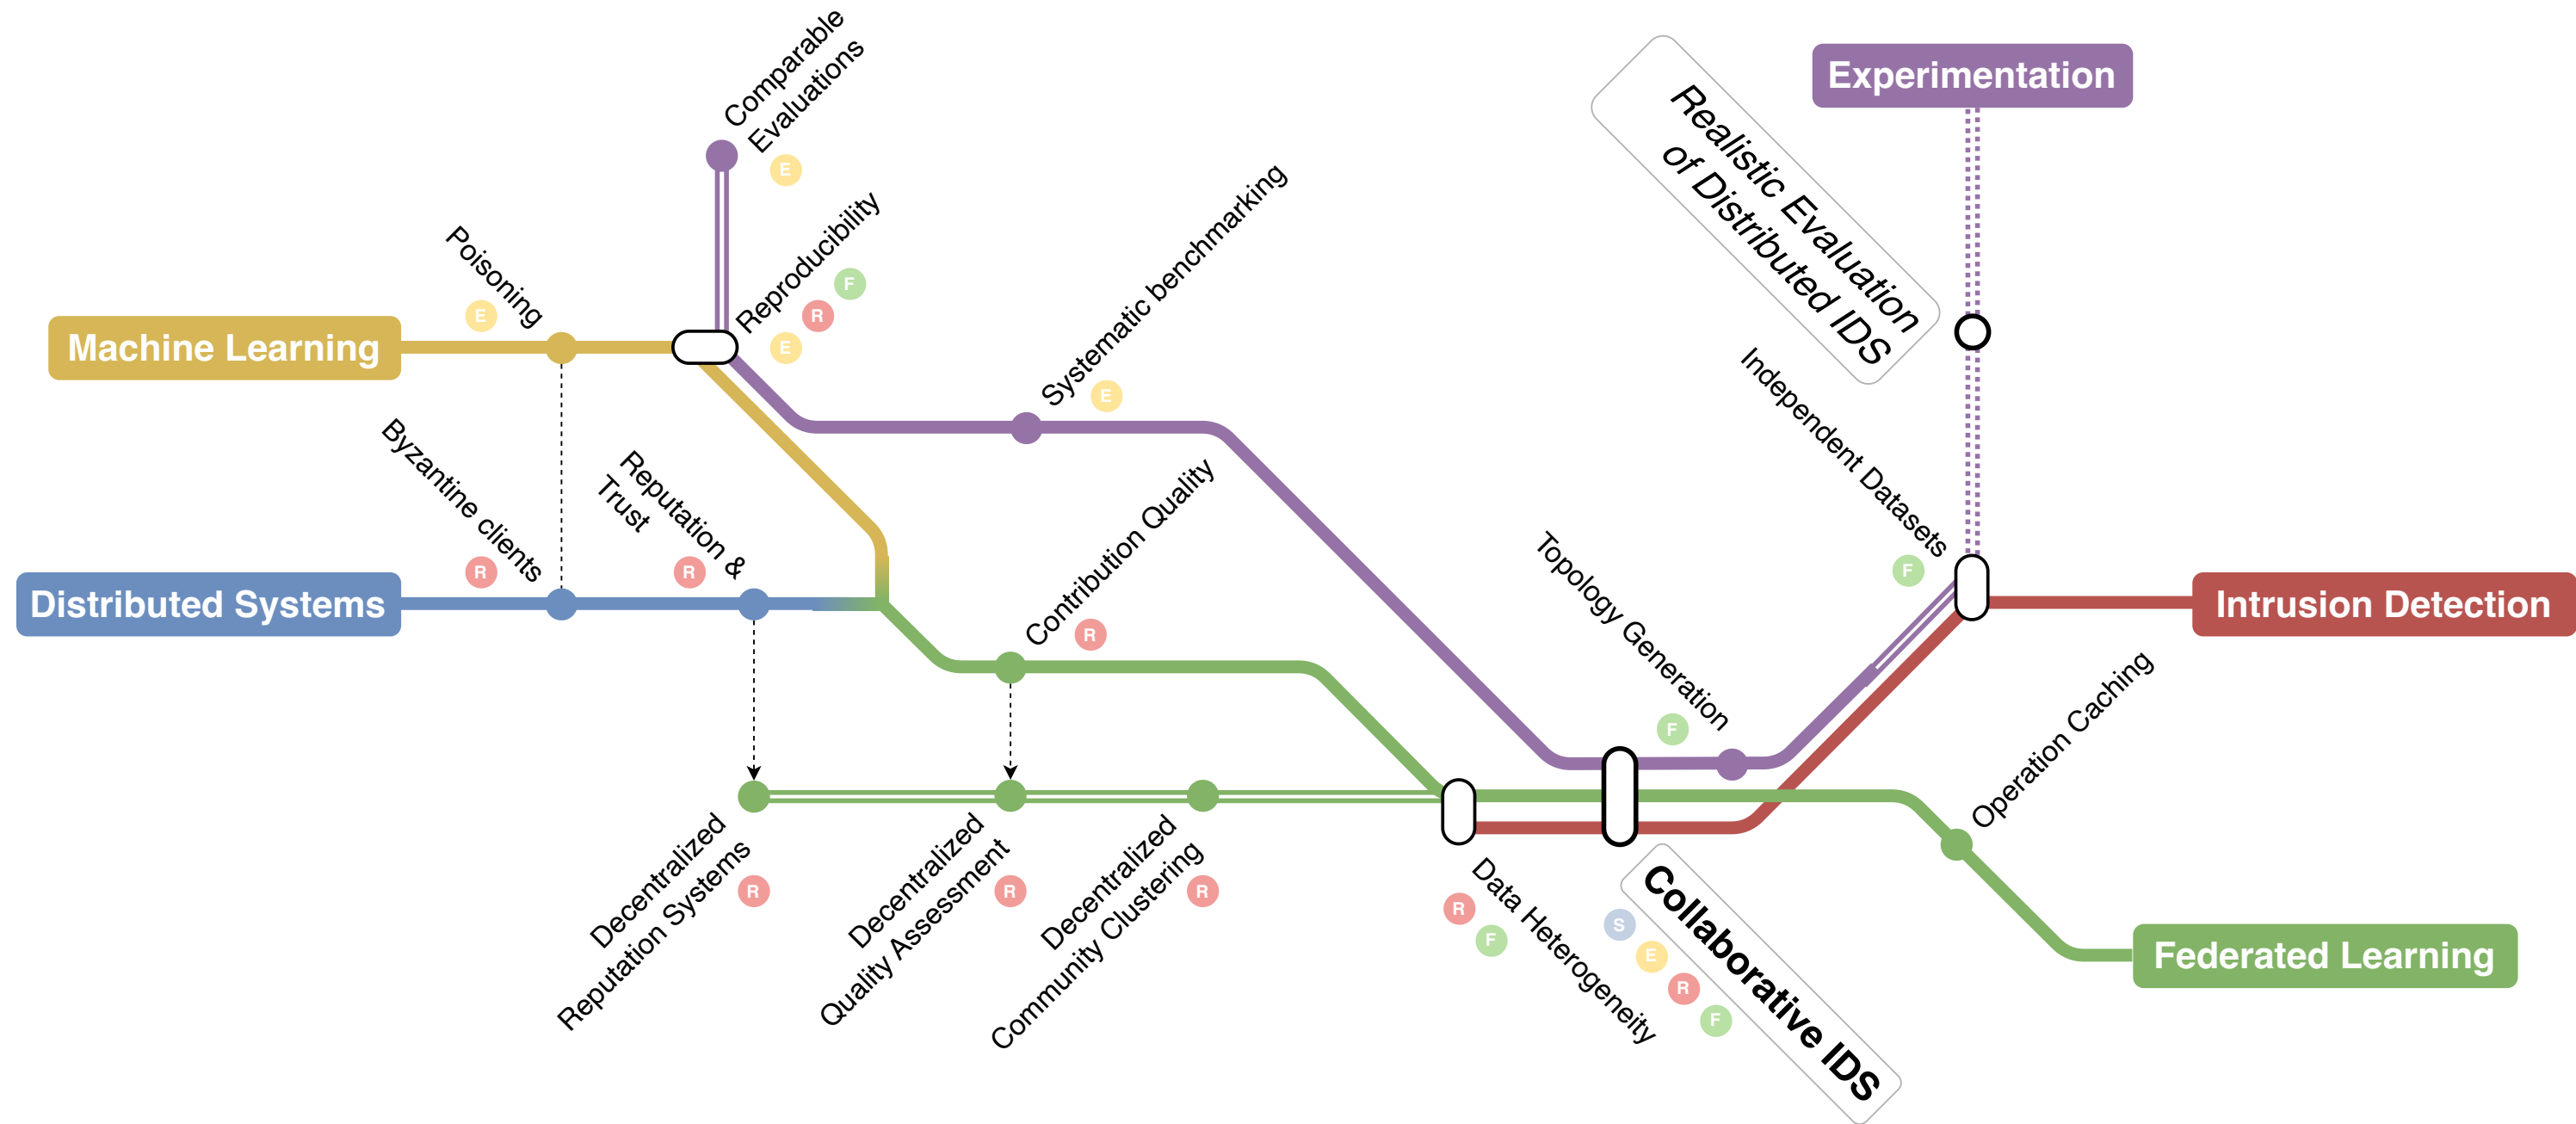 Comparable
Evaluations
E
Experimentation
Realistic Evaluation
of Distributed IDS
Reproducibility
F
R
E
Poisoning
E
Machine Learning
Systematic benchmarking
E
Independent Datasets
F
Byzantine clients
R
Reputation &
Trust
R
Distributed Systems
Contribution Quality
R
Topology Generation
F
Intrusion Detection
Operation Caching
Decentralized
Reputation Systems
R
Decentralized
Quality Assessment
R
Decentralized
Community Clustering
R
Data Heterogeneity
R
F
Collaborative IDS
S
E
R
F
Federated Learning